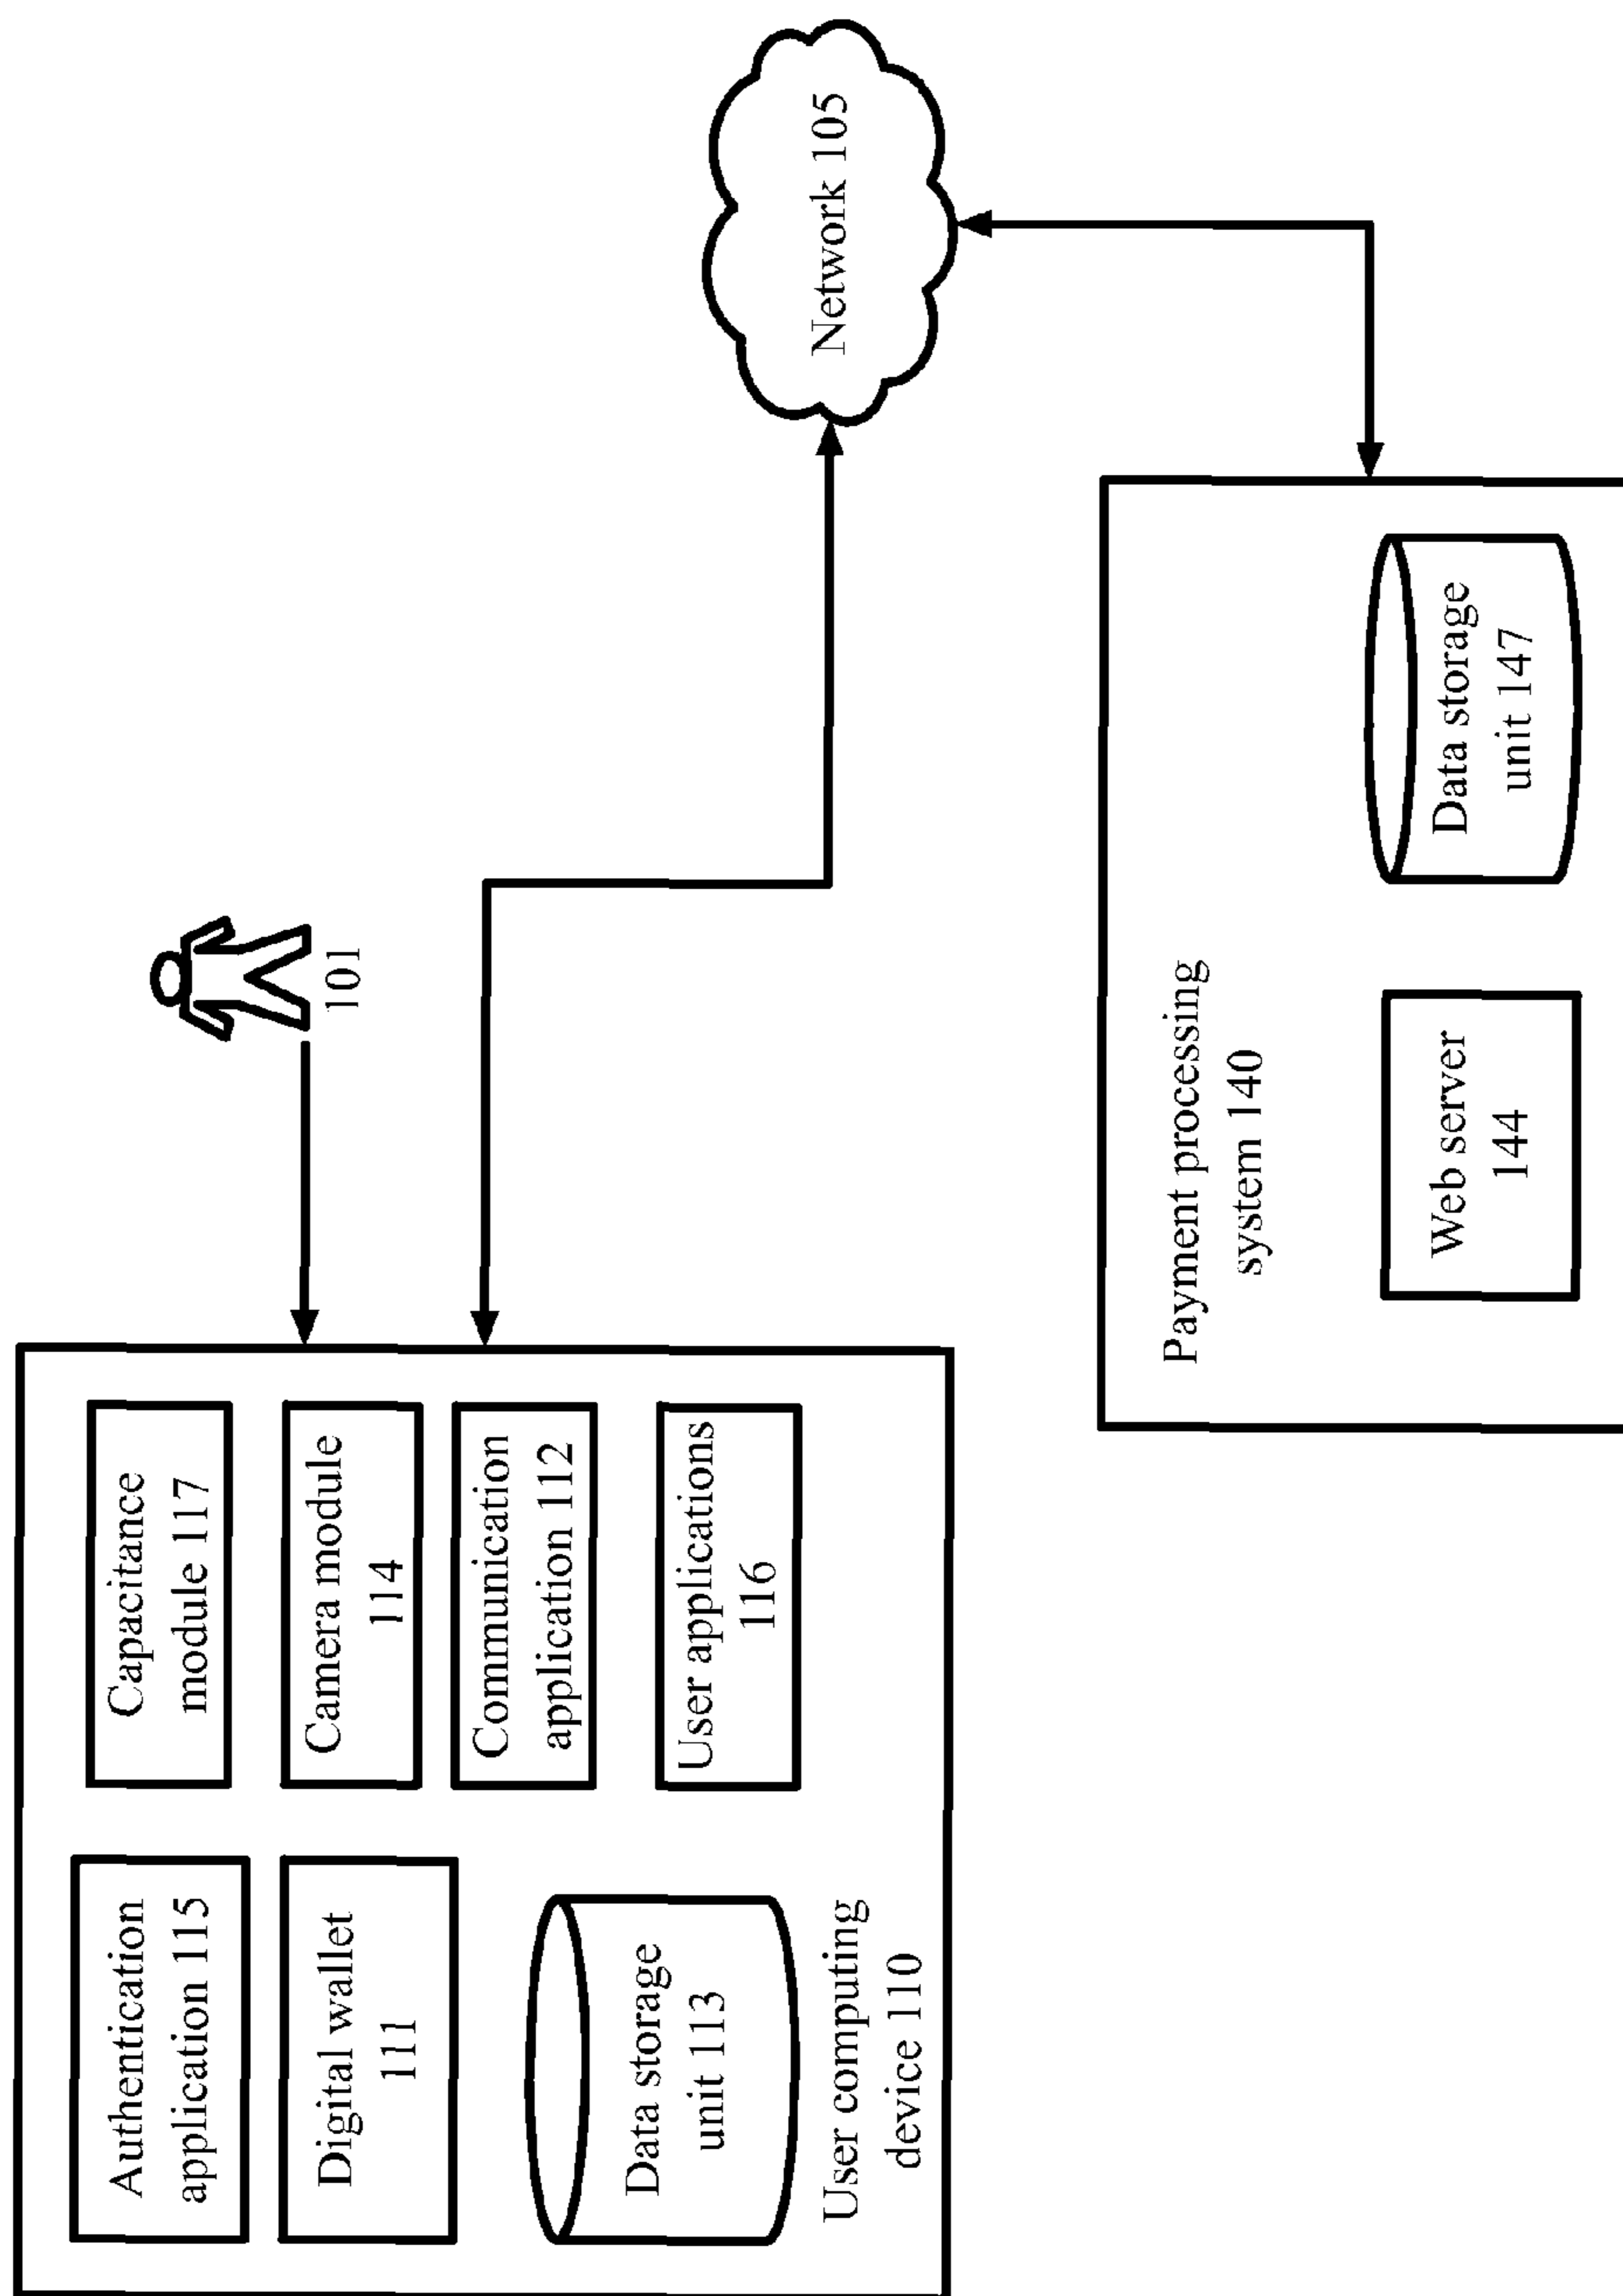 Authentication
application 115
Capacitance
module 117
Digital wallet
111
Camera module
114
Communication
application 112
Data storage
unit 113
User applications
116
User computing
device 110
101
Network 105
Payment processing
system 140
Web server
144
Data storage
unit 147